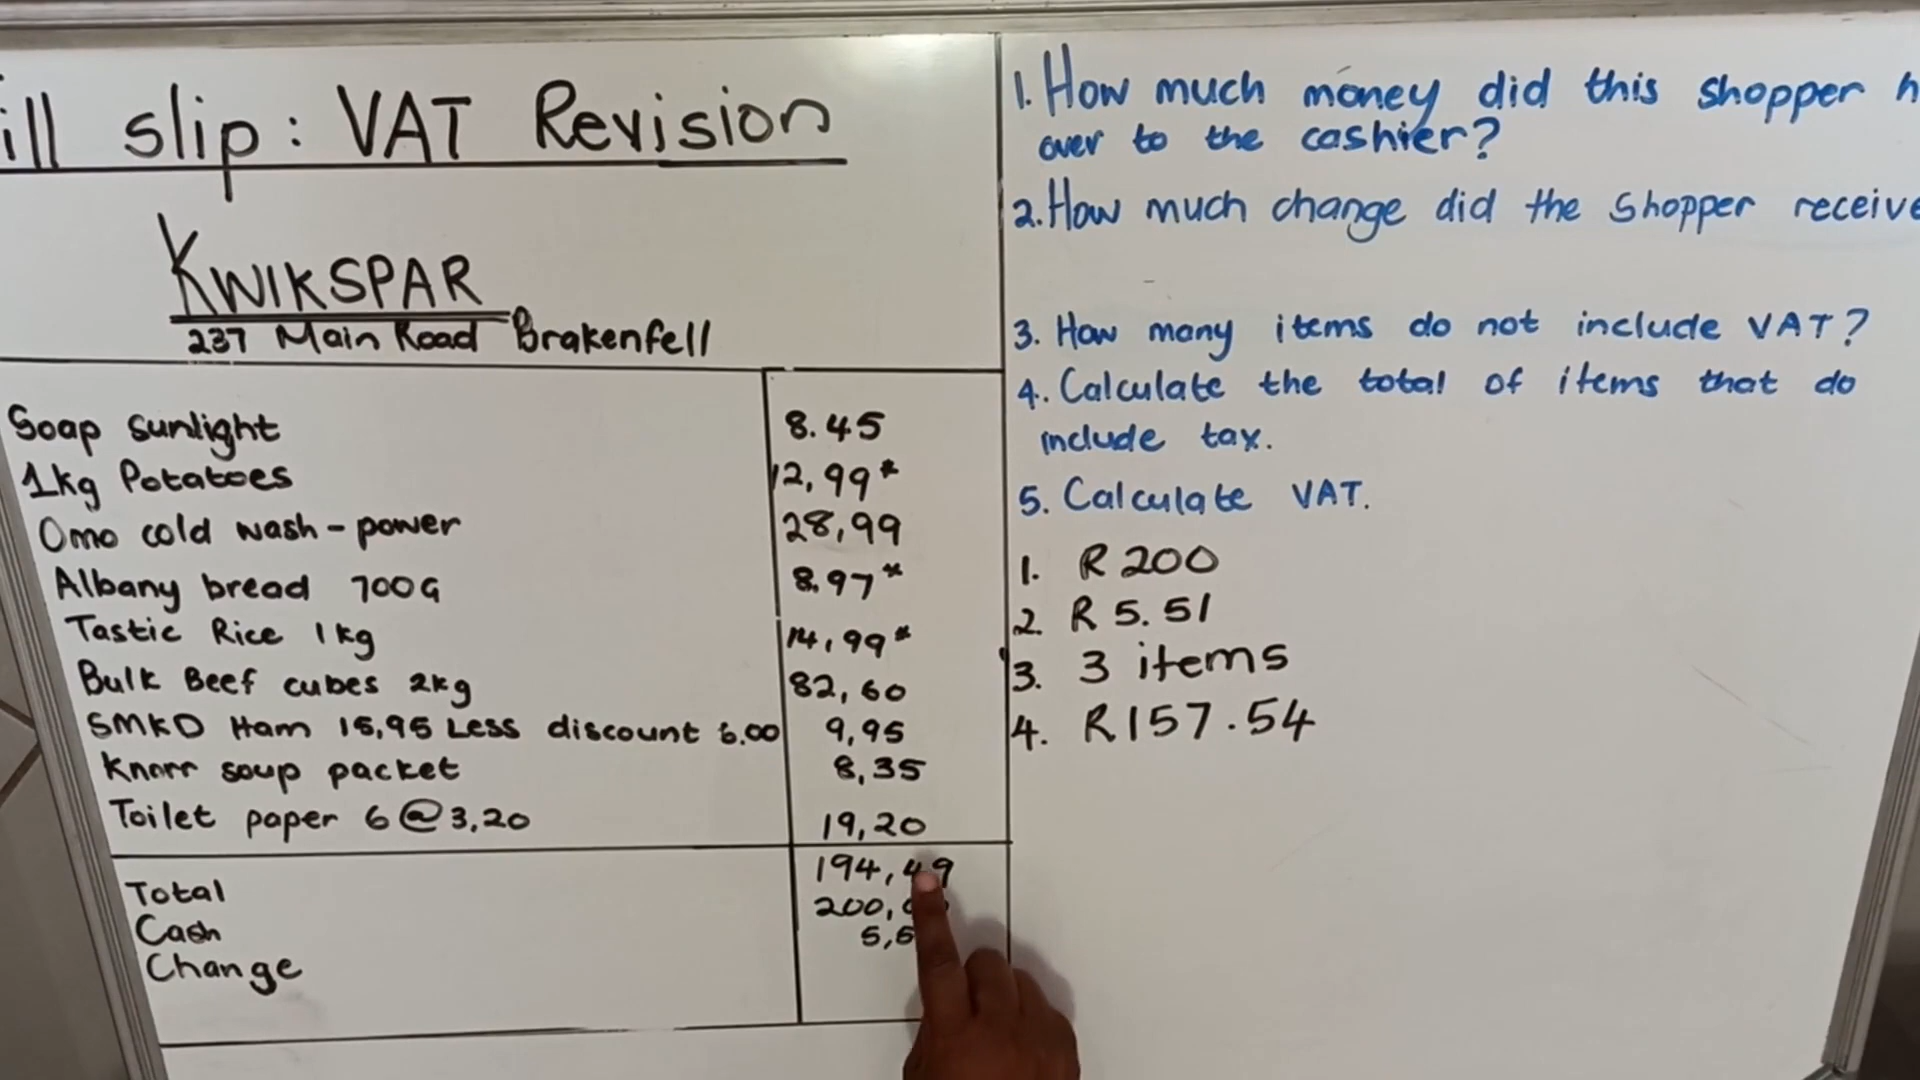 ill slip: VAT Revision
KWIKSPAR
237 Main Road Brakenfell
Soap sunlight 8.45
1kg Potatoes 12,99*
Omo cold wash-power 28,99
Albany bread 700G 8,97*
Tastic Rice 1kg 14,99*
Bulk Beef cubes 2kg 82,60
SMKD Ham 15,95 Less discount 6.00 9,95
Knorr soup packet 8,35
Toilet paper 6@3,20 19,20
Total 194,49
Cash 200,
Change 5,5
1. How much money did this shopper h
over to the cashier?
2. How much change did the shopper receive
3. How many items do not include VAT?
4. Calculate the total of items that do
include tax.
5. Calculate VAT.
1. R200
2. R 5.51
3. 3 items
4. R157.54